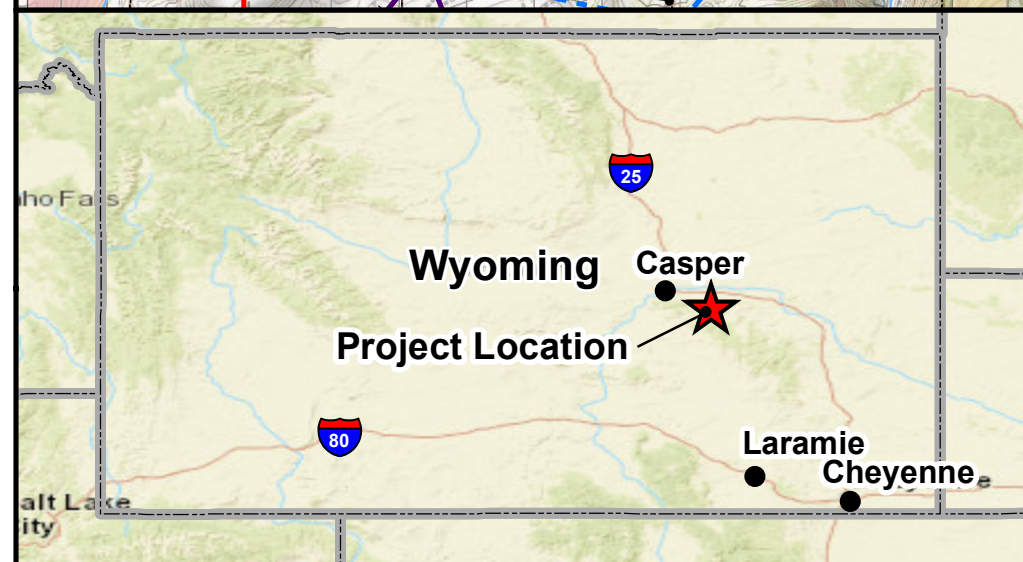 aho Falls
25
Wyoming
Casper
Project Location
80
Laramie
Cheyenne
alt Lake
ity